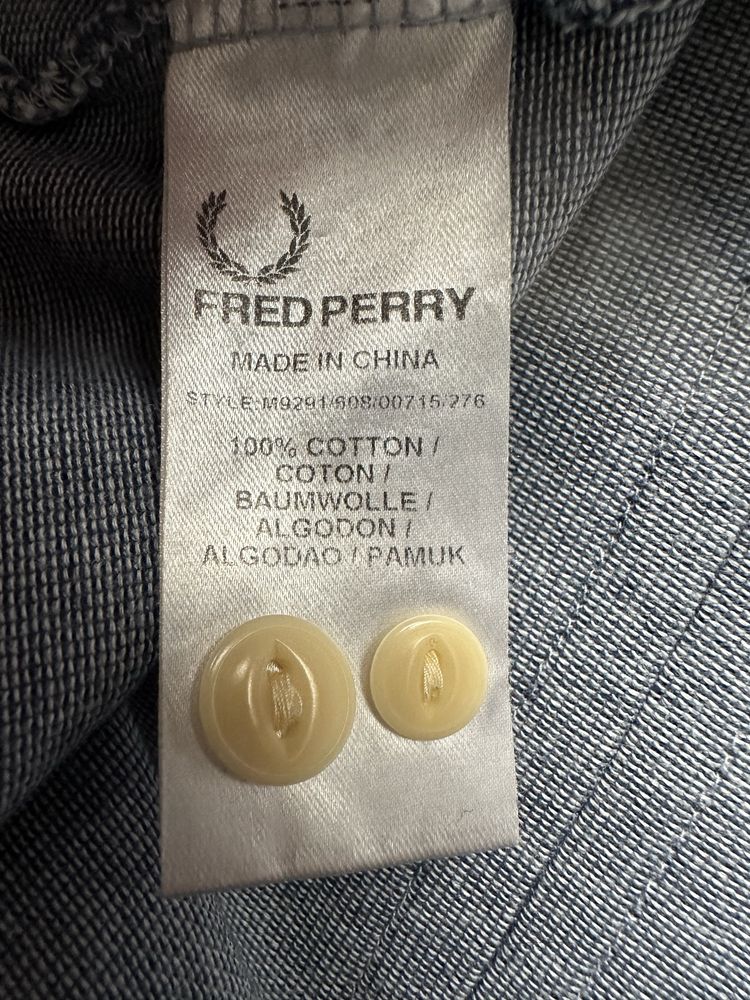 FRED PERRY
MADE IN CHINA
STYLE:M9291/608/00715/276
100% COTTON /
COTON /
BAUMWOLLE /
ALGODON /
ALGODAO / PAMUK